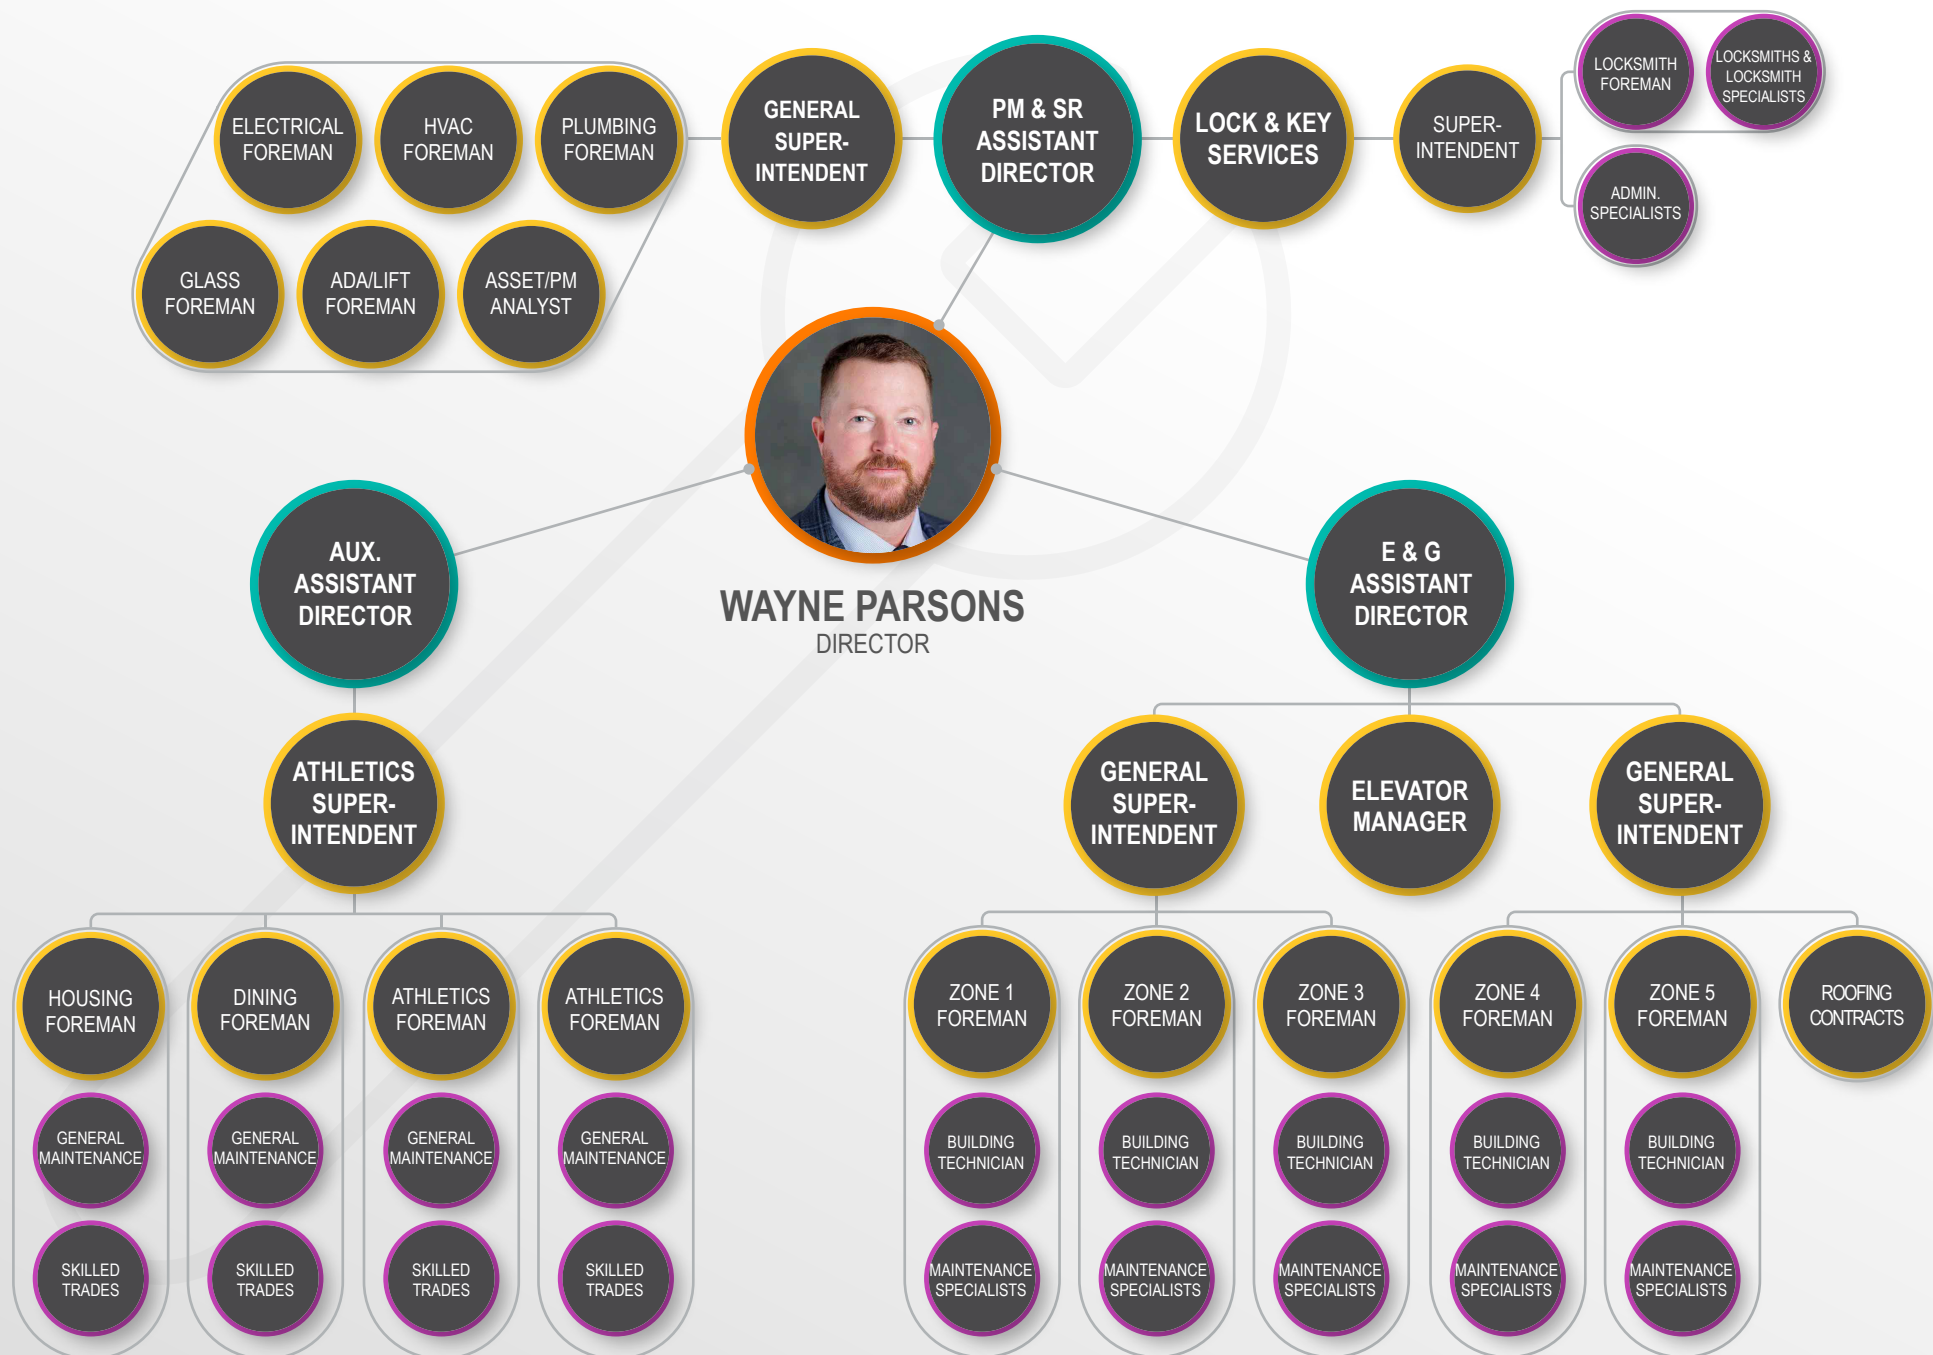 ELECTRICAL
FOREMAN
HVAC
FOREMAN
PLUMBING
FOREMAN
GLASS
FOREMAN
ADA/LIFT
FOREMAN
ASSET/PM
ANALYST
GENERAL
SUPER-
INTENDENT
PM & SR
ASSISTANT
DIRECTOR
LOCK & KEY
SERVICES
SUPER-
INTENDENT
LOCKSMITH
FOREMAN
LOCKSMITHS &
LOCKSMITH
SPECIALISTS
ADMIN.
SPECIALISTS
WAYNE PARSONS
DIRECTOR
AUX.
ASSISTANT
DIRECTOR
E & G
ASSISTANT
DIRECTOR
ATHLETICS
SUPER-
INTENDENT
GENERAL
SUPER-
INTENDENT
ELEVATOR
MANAGER
GENERAL
SUPER-
INTENDENT
HOUSING
FOREMAN
DINING
FOREMAN
ATHLETICS
FOREMAN
ATHLETICS
FOREMAN
ZONE 1
FOREMAN
ZONE 2
FOREMAN
ZONE 3
FOREMAN
ZONE 4
FOREMAN
ZONE 5
FOREMAN
ROOFING
CONTRACTS
GENERAL
MAINTENANCE
GENERAL
MAINTENANCE
GENERAL
MAINTENANCE
GENERAL
MAINTENANCE
BUILDING
TECHNICIAN
BUILDING
TECHNICIAN
BUILDING
TECHNICIAN
BUILDING
TECHNICIAN
BUILDING
TECHNICIAN
SKILLED
TRADES
SKILLED
TRADES
SKILLED
TRADES
SKILLED
TRADES
MAINTENANCE
SPECIALISTS
MAINTENANCE
SPECIALISTS
MAINTENANCE
SPECIALISTS
MAINTENANCE
SPECIALISTS
MAINTENANCE
SPECIALISTS